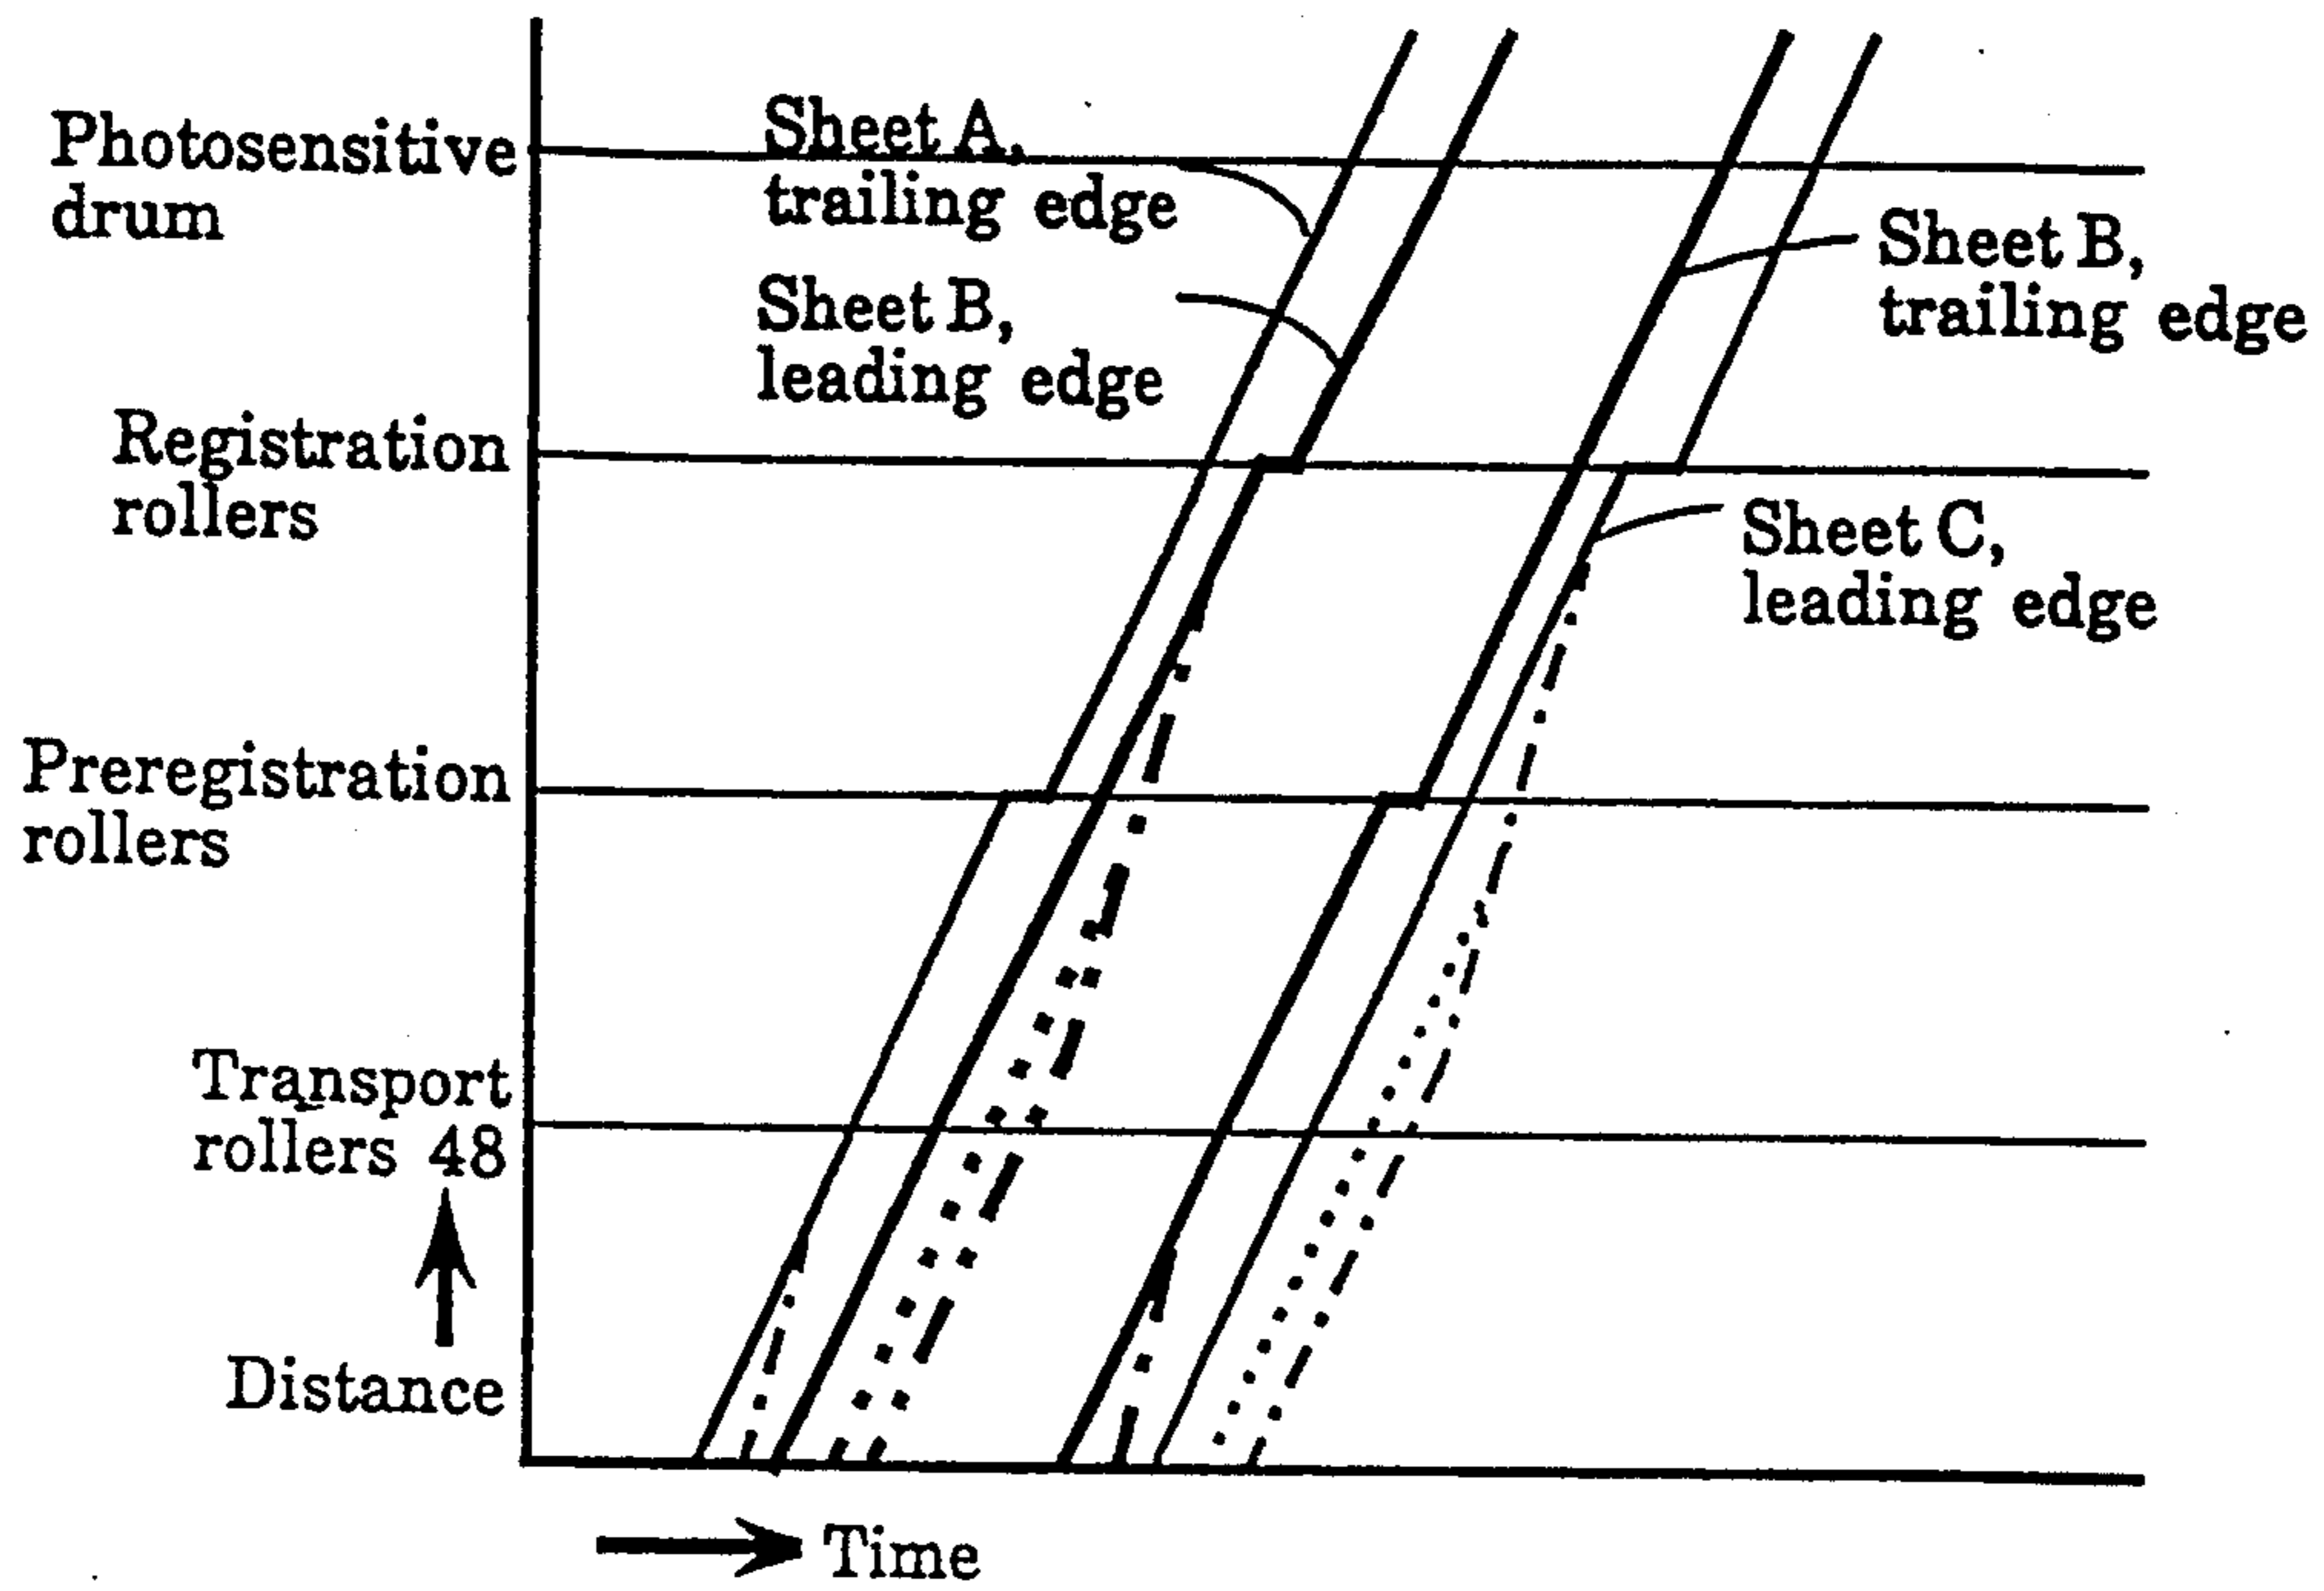 Photosensitive
drum
Sheet A,
trailing edge
Sheet B,
leading edge
Sheet B,
trailing edge
Registration
rollers
Sheet C,
leading edge
Preregistration
rollers
Transport
rollers 48
Distance
Time